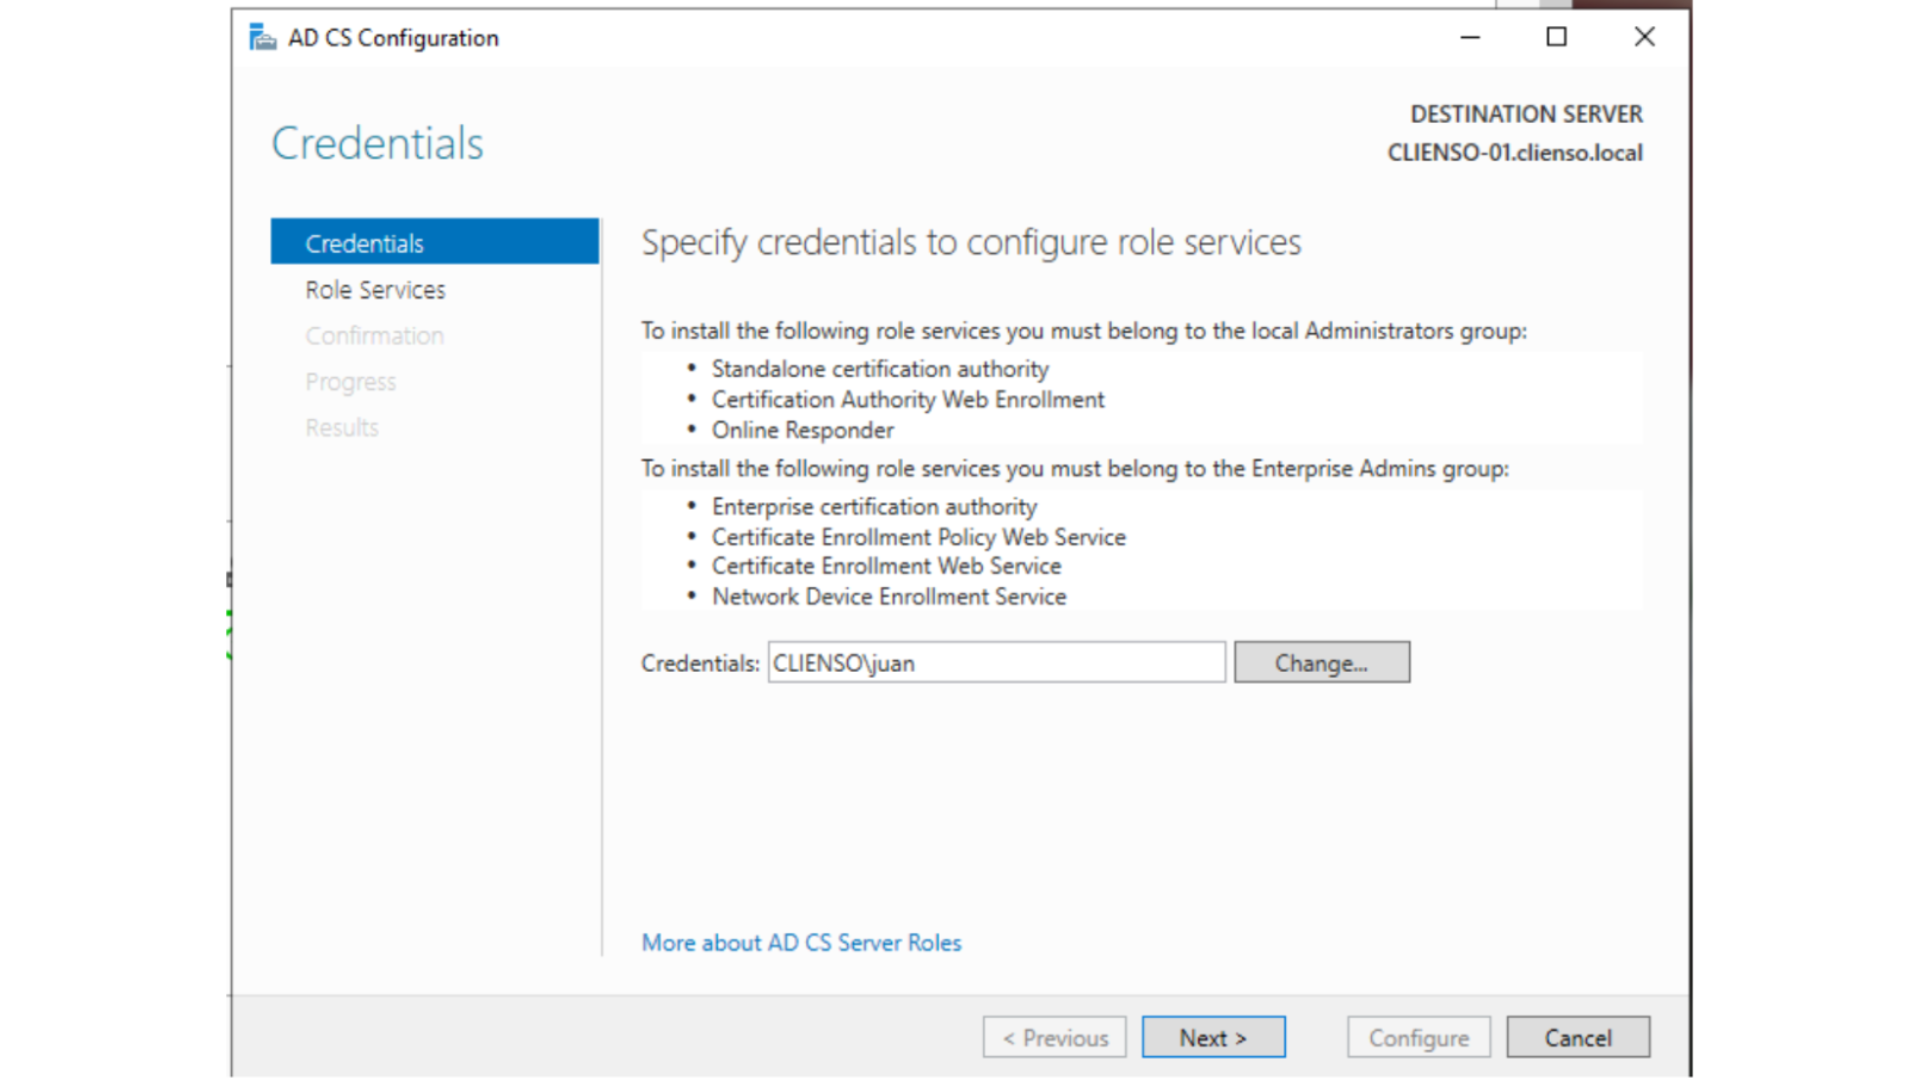 AD CS Configuration
DESTINATION SERVER
CLIENSO-01.clienso.local
Credentials
Credentials
Role Services
Confirmation
Progress
Results
Specify credentials to configure role services
To install the following role services you must belong to the local Administrators group:
• Standalone certification authority
• Certification Authority Web Enrollment
• Online Responder
To install the following role services you must belong to the Enterprise Admins group:
• Enterprise certification authority
• Certificate Enrollment Policy Web Service
• Certificate Enrollment Web Service
• Network Device Enrollment Service
Credentials: CLIENSO\juan Change...
More about AD CS Server Roles
< Previous Next > Configure Cancel